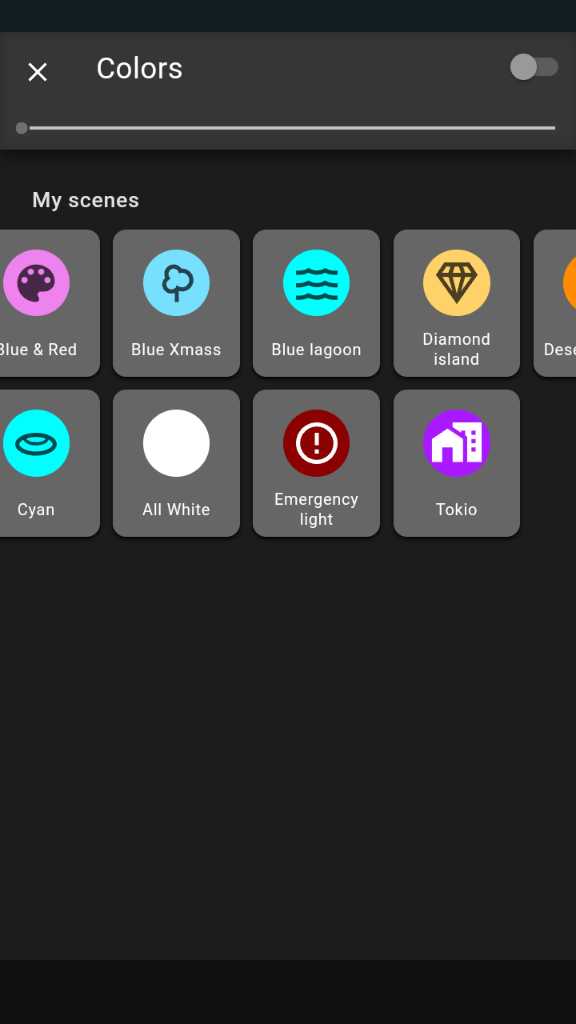 Colors
My scenes
Blue & Red
Blue Xmass
Blue lagoon
Diamond
island
Cyan
All White
Emergency
light
Tokio